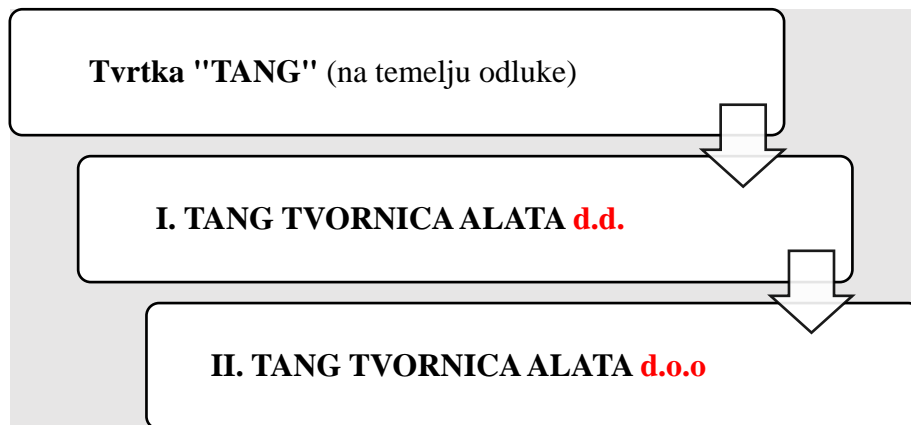 Tvrtka "TANG" (na temelju odluke)
I. TANG TVORNICA ALATA d.d.
II. TANG TVORNICA ALATA d.o.o